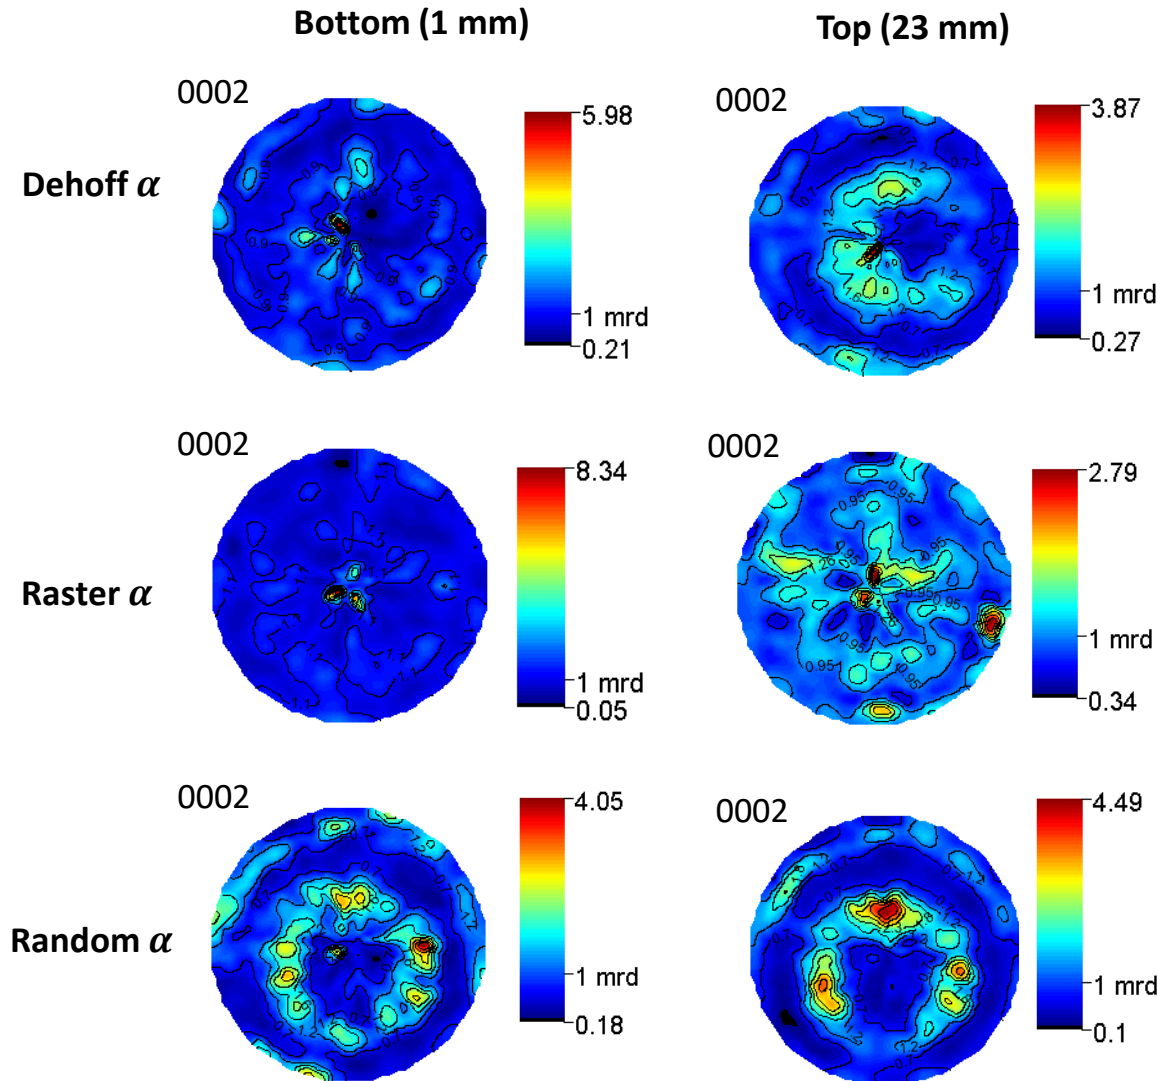 Bottom (1 mm)
Top (23 mm)
Dehoff α
0002
5.98
1 mrd
0.21
0002
3.87
1 mrd
0.27
Raster α
0002
8.34
1 mrd
0.05
0002
2.79
1 mrd
0.34
Random α
0002
4.05
1 mrd
0.18
0002
4.49
1 mrd
0.1